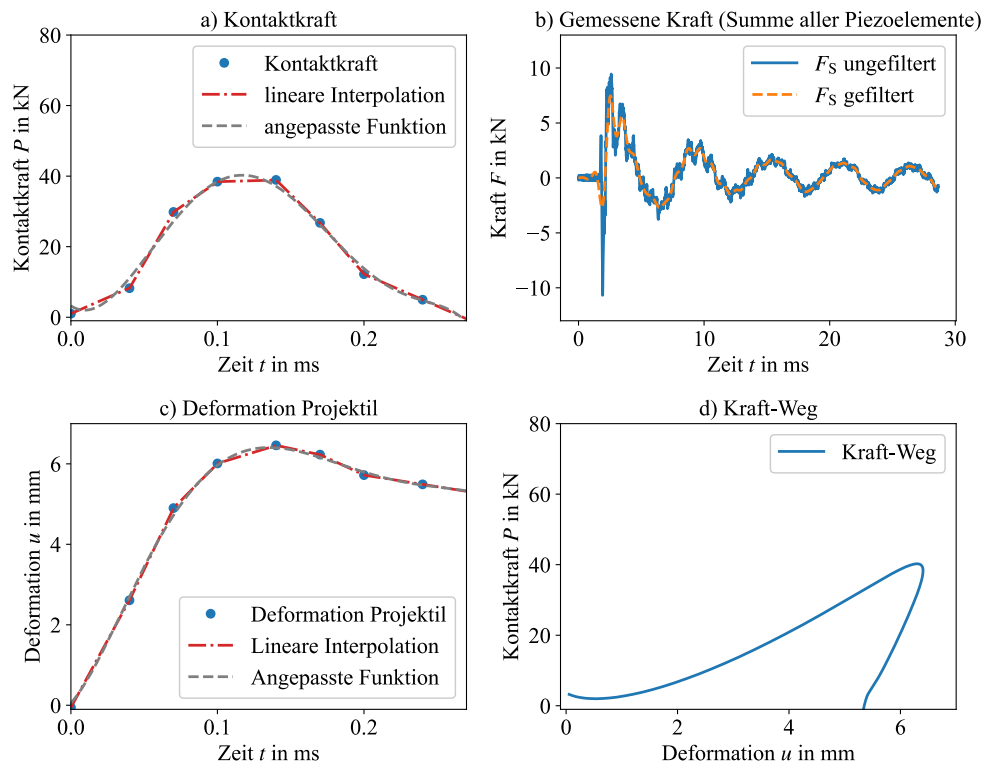 a) Kontaktkraft
80
60
40
20
0
Kontaktkraft P in kN
Kontaktkraft
lineare Interpolation
angepasste Funktion
0.0
0.1
0.2
Zeit t in ms
b) Gemessene Kraft (Summe aller Piezoelemente)
10
5
0
−5
−10
Kraft F in kN
F_S ungefiltert
F_S gefiltert
0
10
20
30
Zeit t in ms
c) Deformation Projektil
6
4
2
0
Deformation u in mm
Deformation Projektil
Lineare Interpolation
Angepasste Funktion
0.0
0.1
0.2
Zeit t in ms
d) Kraft-Weg
80
60
40
20
0
Kontaktkraft P in kN
Kraft-Weg
0
2
4
6
Deformation u in mm